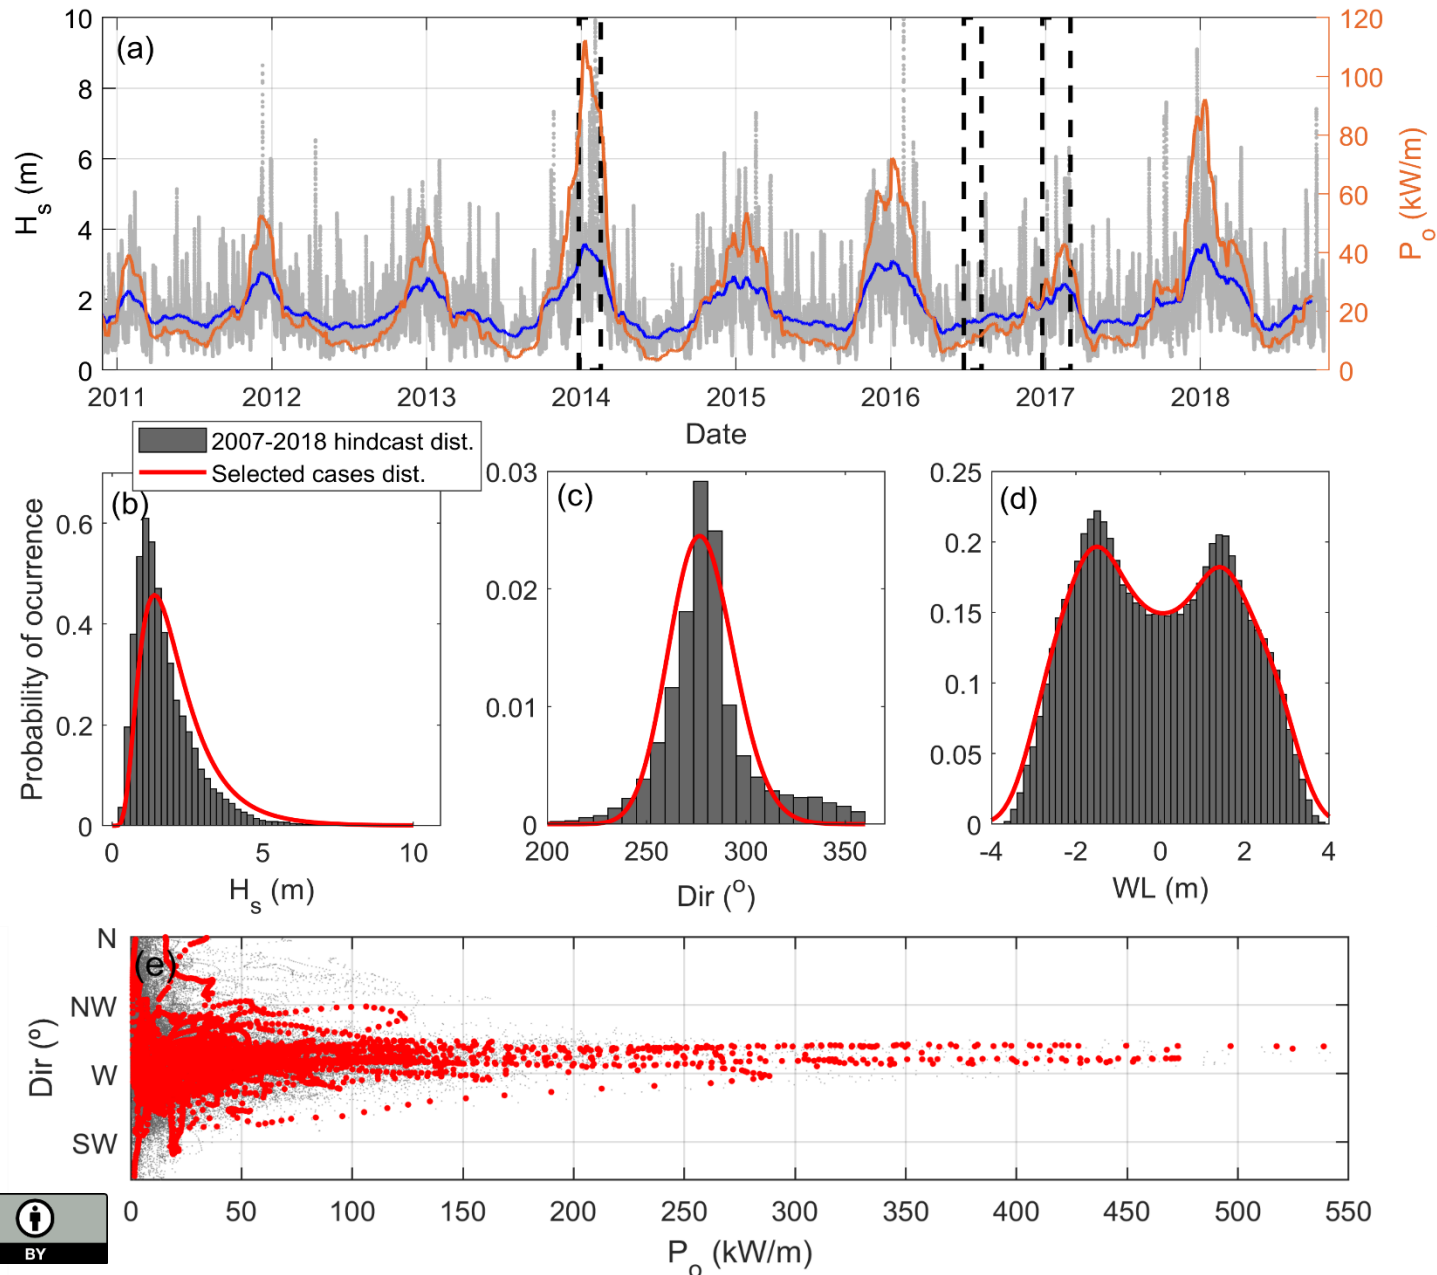 (a)
10
8
6
4
2
0
H_s (m)
120
100
80
60
40
20
0
P_o (kW/m)
2011 2012 2013 2014 2015 2016 2017 2018
Date
2007-2018 hindcast dist.
Selected cases dist.
(b)
0.6
0.4
0.2
0
Probability of ocurrence
0 5 10
H_s (m)
(c)
0.03
0.02
0.01
0
200 250 300 350
Dir (°)
(d)
0.25
0.2
0.15
0.1
0.05
0
-4 -2 0 2 4
WL (m)
(e)
N
NW
W
SW
Dir (º)
0 50 100 150 200 250 300 350 400 450 500 550
P_o (kW/m)
BY